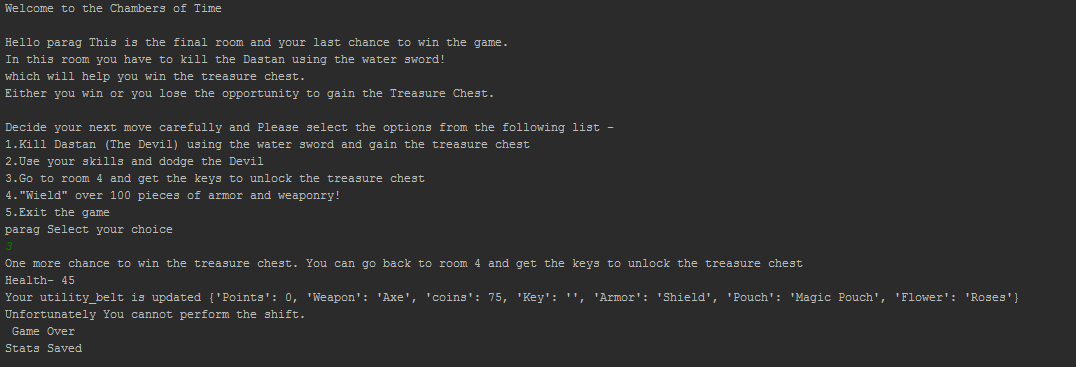 Welcome to the Chambers of Time
Hello parag This is the final room and your last chance to win the game.
In this room you have to kill the Dastan using the water sword!
which will help you win the treasure chest.
Either you win or you lose the opportunity to gain the Treasure Chest.
Decide your next move carefully and Please select the options from the following list -
1.Kill Dastan (The Devil) using the water sword and gain the treasure chest
2.Use your skills and dodge the Devil
3.Go to room 4 and get the keys to unlock the treasure chest
4."Wield" over 100 pieces of armor and weaponry!
5.Exit the game
parag Select your choice
3
One more chance to win the treasure chest. You can go back to room 4 and get the keys to unlock the treasure chest
Health- 45
Your utility_belt is updated {'Points': 0, 'Weapon': 'Axe', 'coins': 75, 'Key': '', 'Armor': 'Shield', 'Pouch': 'Magic Pouch', 'Flower': 'Roses'}
Unfortunately You cannot perform the shift.
Game Over
Stats Saved